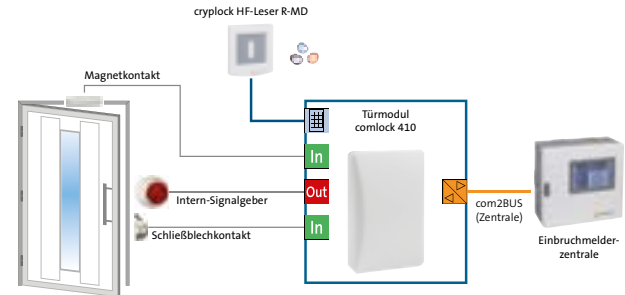 cryplock HF-Leser R-MD
Magnetkontakt
Türmodul
comlock 410
In
Out
Intern-Signalgeber
In
Schließblechkontakt
com2BUS
(Zentrale)
Einbruchmelder-
zentrale